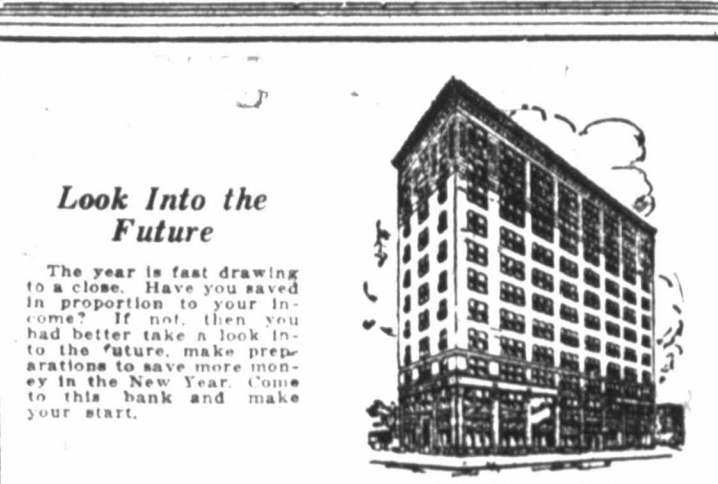 Look Into the
Future
The year is fast drawing
to a close. Have you saved
in proportion to your in-
come? If not, then you
had better take a look in-
to the future, make prep-
arations to save more mon-
ey in the New Year. Come
to this bank and make
your start.